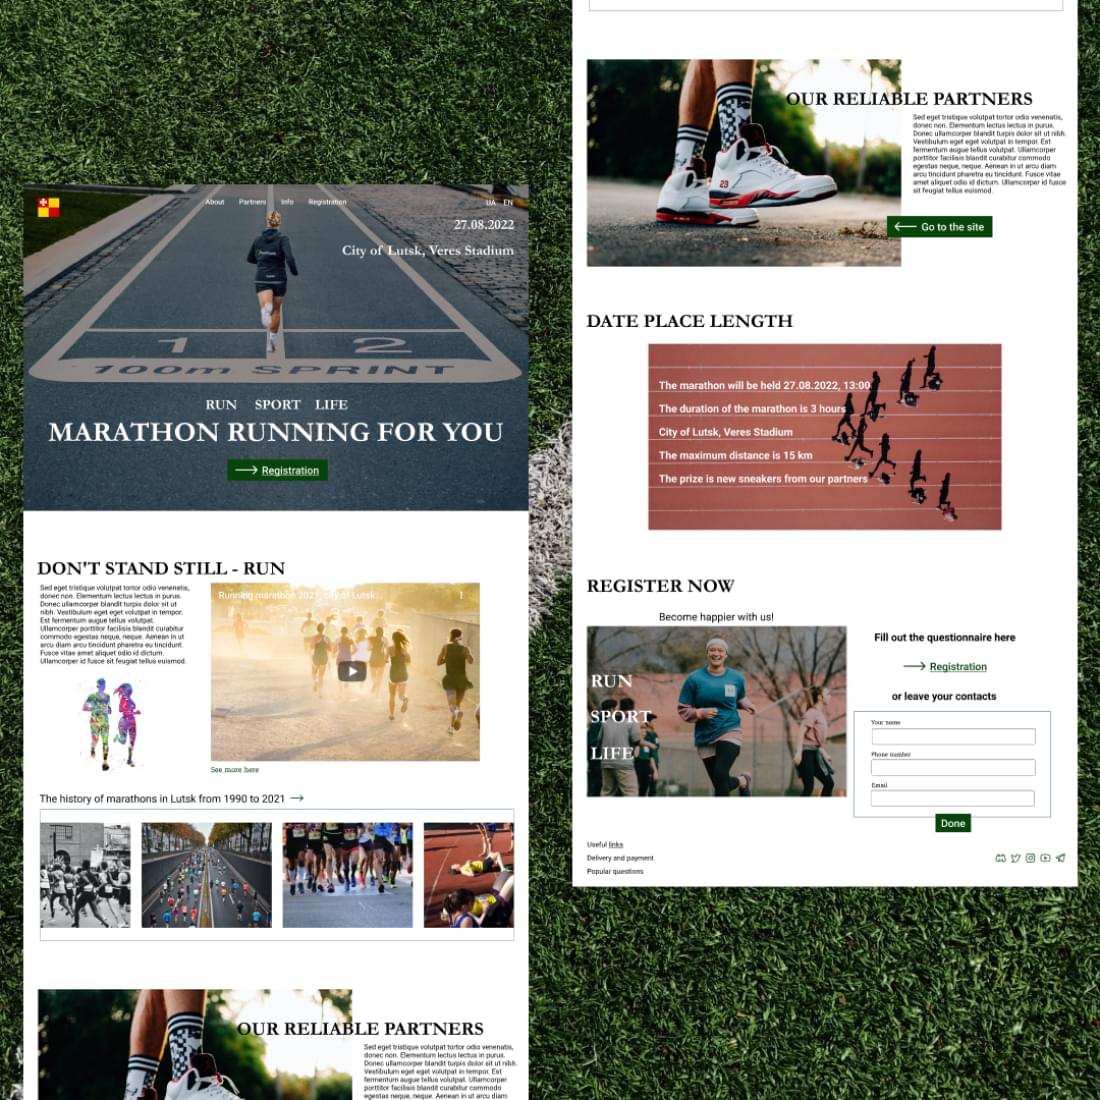 About Partners Info Registration
UA EN
27.08.2022
City of Lutsk, Veres Stadium
1 2
100m SPRINT
RUN SPORT LIFE
MARATHON RUNNING FOR YOU
Registration
DON'T STAND STILL - RUN
Sed eget tristique volutpat tortor odio venenatis,
donec non. Elementum lectus lectus in purus.
Donec ullamcorper blandit turpis dolor sit ut
nibh. Vestibulum eget eget volutpat in tempor.
Est fermentum augue tellus volutpat.
Ullamcorper porttitor facilisis blandit curabitur
commodo egestas neque, neque. Aenean in ut
arcu diam arcu tincidunt pharetra eu tincidunt.
Fusce vitae amet aliquet odio id dictum.
Ullamcorper id fusce sit feugiat tellus euismod.
Running marathon 2021, city of Lutsk...
See more here
The history of marathons in Lutsk from 1990 to 2021
OUR RELIABLE PARTNERS
Sed eget tristique volutpat tortor odio venenatis,
donec non. Elementum lectus lectus in purus.
Donec ullamcorper blandit turpis dolor sit ut nibh.
Vestibulum eget eget volutpat in tempor. Est
fermentum augue tellus volutpat. Ullamcorper
porttitor facilisis blandit curabitur commodo
egestas neque, neque. Aenean in ut arcu diam
OUR RELIABLE PARTNERS
Sed eget tristique volutpat tortor odio venenatis,
donec non. Elementum lectus lectus in purus.
Donec ullamcorper blandit turpis dolor sit ut nibh.
Vestibulum eget eget volutpat in tempor. Est
fermentum augue tellus volutpat. Ullamcorper
porttitor facilisis blandit curabitur commodo
egestas neque, neque. Aenean in ut arcu diam
arcu tincidunt pharetra eu tincidunt. Fusce vitae
amet aliquet odio id dictum. Ullamcorper id fusce
sit feugiat tellus euismod.
23
Go to the site
DATE PLACE LENGTH
The marathon will be held 27.08.2022, 13:00
The duration of the marathon is 3 hours
City of Lutsk, Veres Stadium
The maximum distance is 15 km
The prize is new sneakers from our partners
REGISTER NOW
Become happier with us!
RUN
SPORT
LIFE
Fill out the questionnaire here
Registration
or leave your contacts
Your name
Phone number
Email
Done
Useful links
Delivery and payment
Popular questions